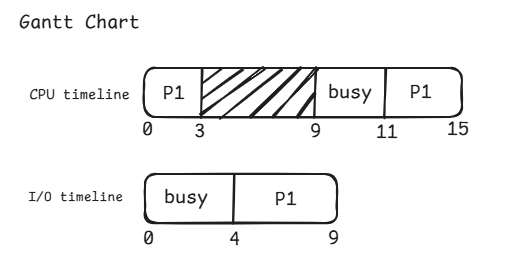 Gantt Chart
CPU timeline P1 busy P1
0 3 9 11 15
I/O timeline busy P1
0 4 9